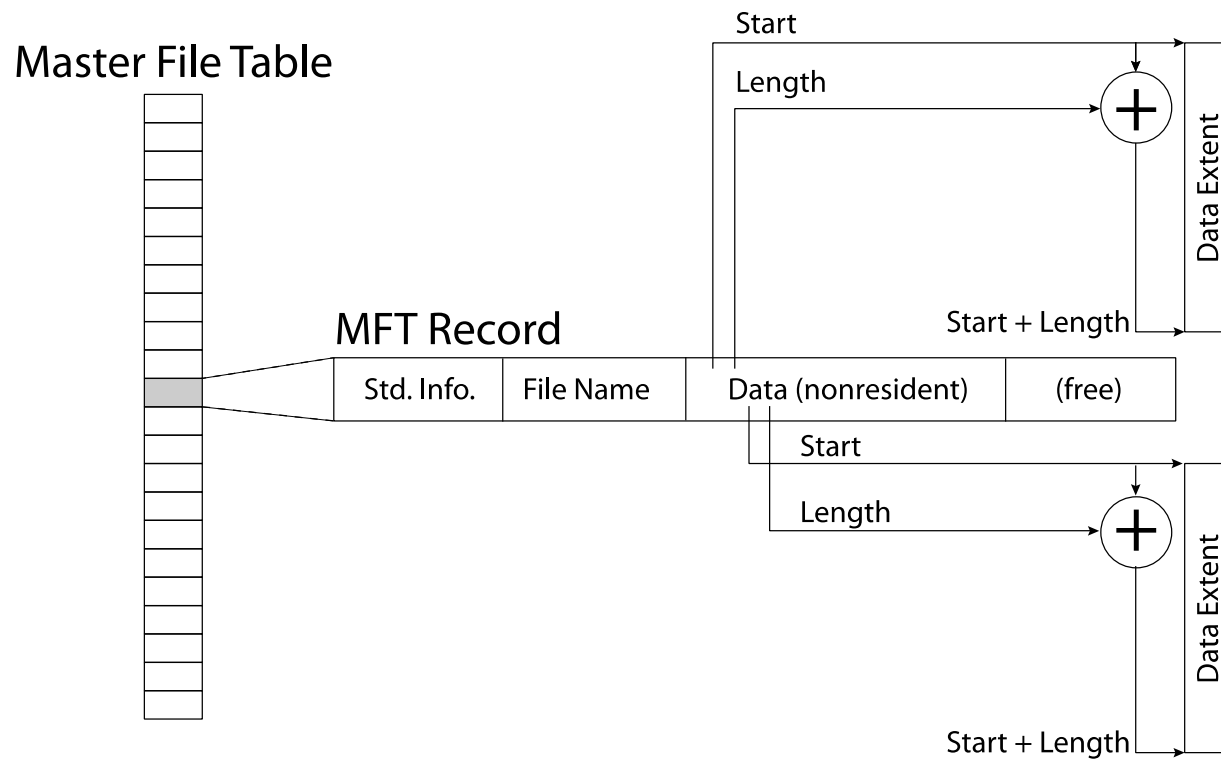 Start
Master File Table
Length
+
Data Extent
Start + Length
MFT Record
Std. Info.
File Name
Data (nonresident)
(free)
Start
Length
+
Data Extent
Start + Length